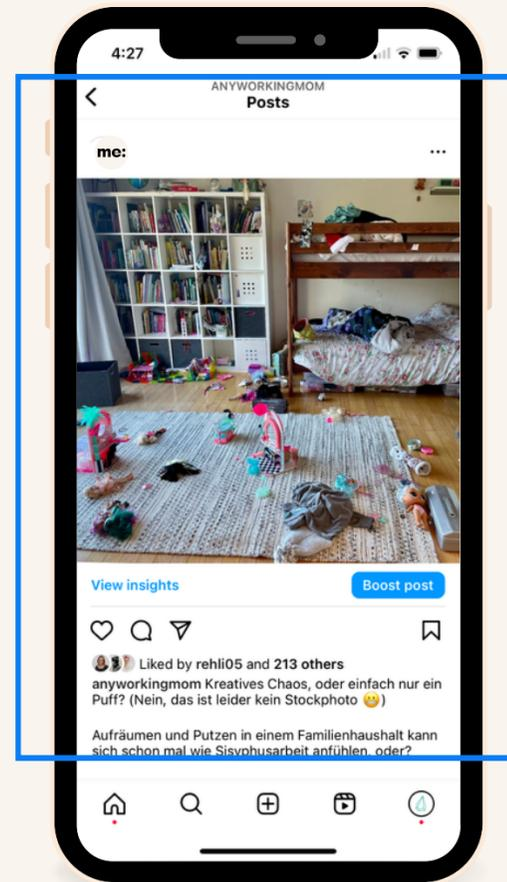 4:27
ANYWORKINGMOM
Posts
me:
View insights
Boost post
Liked by rehli05 and 213 others
anyworkingmom Kreatives Chaos, oder einfach nur ein
Puff? (Nein, das ist leider kein Stockphoto 😬)
Aufräumen und Putzen in einem Familienhaushalt kann
sich schon mal wie Sisyphusarbeit anfühlen, oder?